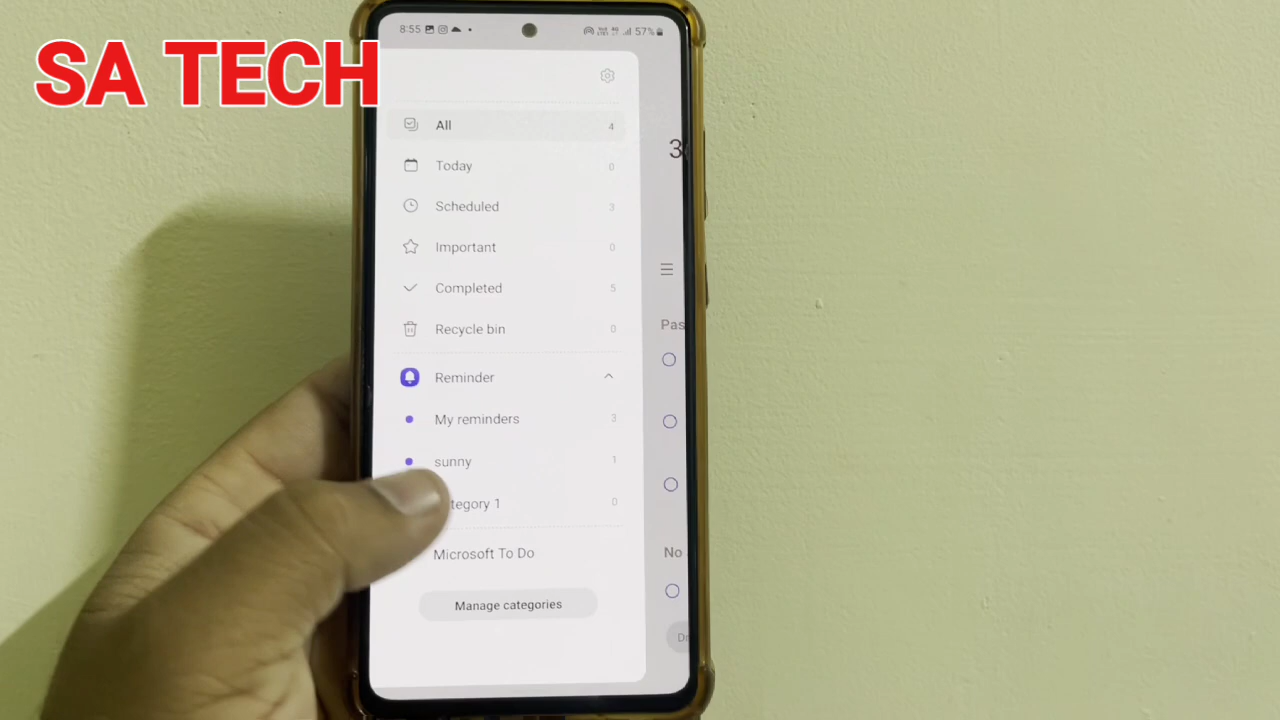 SA TECH
8:55
57%
All 4
Today 0
Scheduled 3
Important 0
Completed 5
Recycle bin 0
Reminder
My reminders 3
sunny 1
tegory 1 0
Microsoft To Do
Manage categories
3
Pas
No